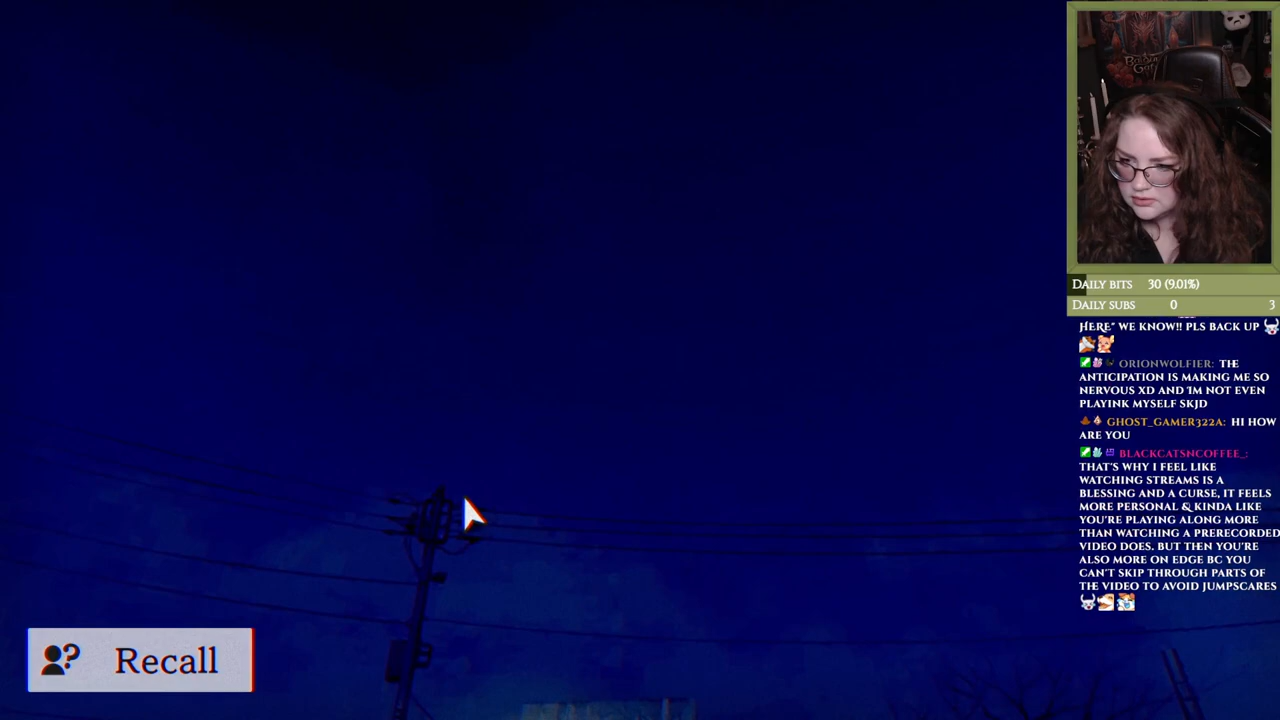 Recall
DAILY BITS 30 (9.01%)
DAILY SUBS 0 3
HERE" WE KNOW!! PLS BACK UP
ORIONWOLFIER: THE
ANTICIPATION IS MAKING ME SO
NERVOUS XD AND IM NOT EVEN
PLAYINK MYSELF SKJD
GHOST_GAMER322A: HI HOW
ARE YOU
BLACKCATSNCOFFEE_:
THAT'S WHY I FEEL LIKE
WATCHING STREAMS IS A
BLESSING AND A CURSE, IT FEELS
MORE PERSONAL & KINDA LIKE
YOU'RE PLAYING ALONG MORE
THAN WATCHING A PRERECORDED
VIDEO DOES. BUT THEN YOU'RE
ALSO MORE ON EDGE BC YOU
CAN'T SKIP THROUGH PARTS OF
THE VIDEO TO AVOID JUMPSCARES